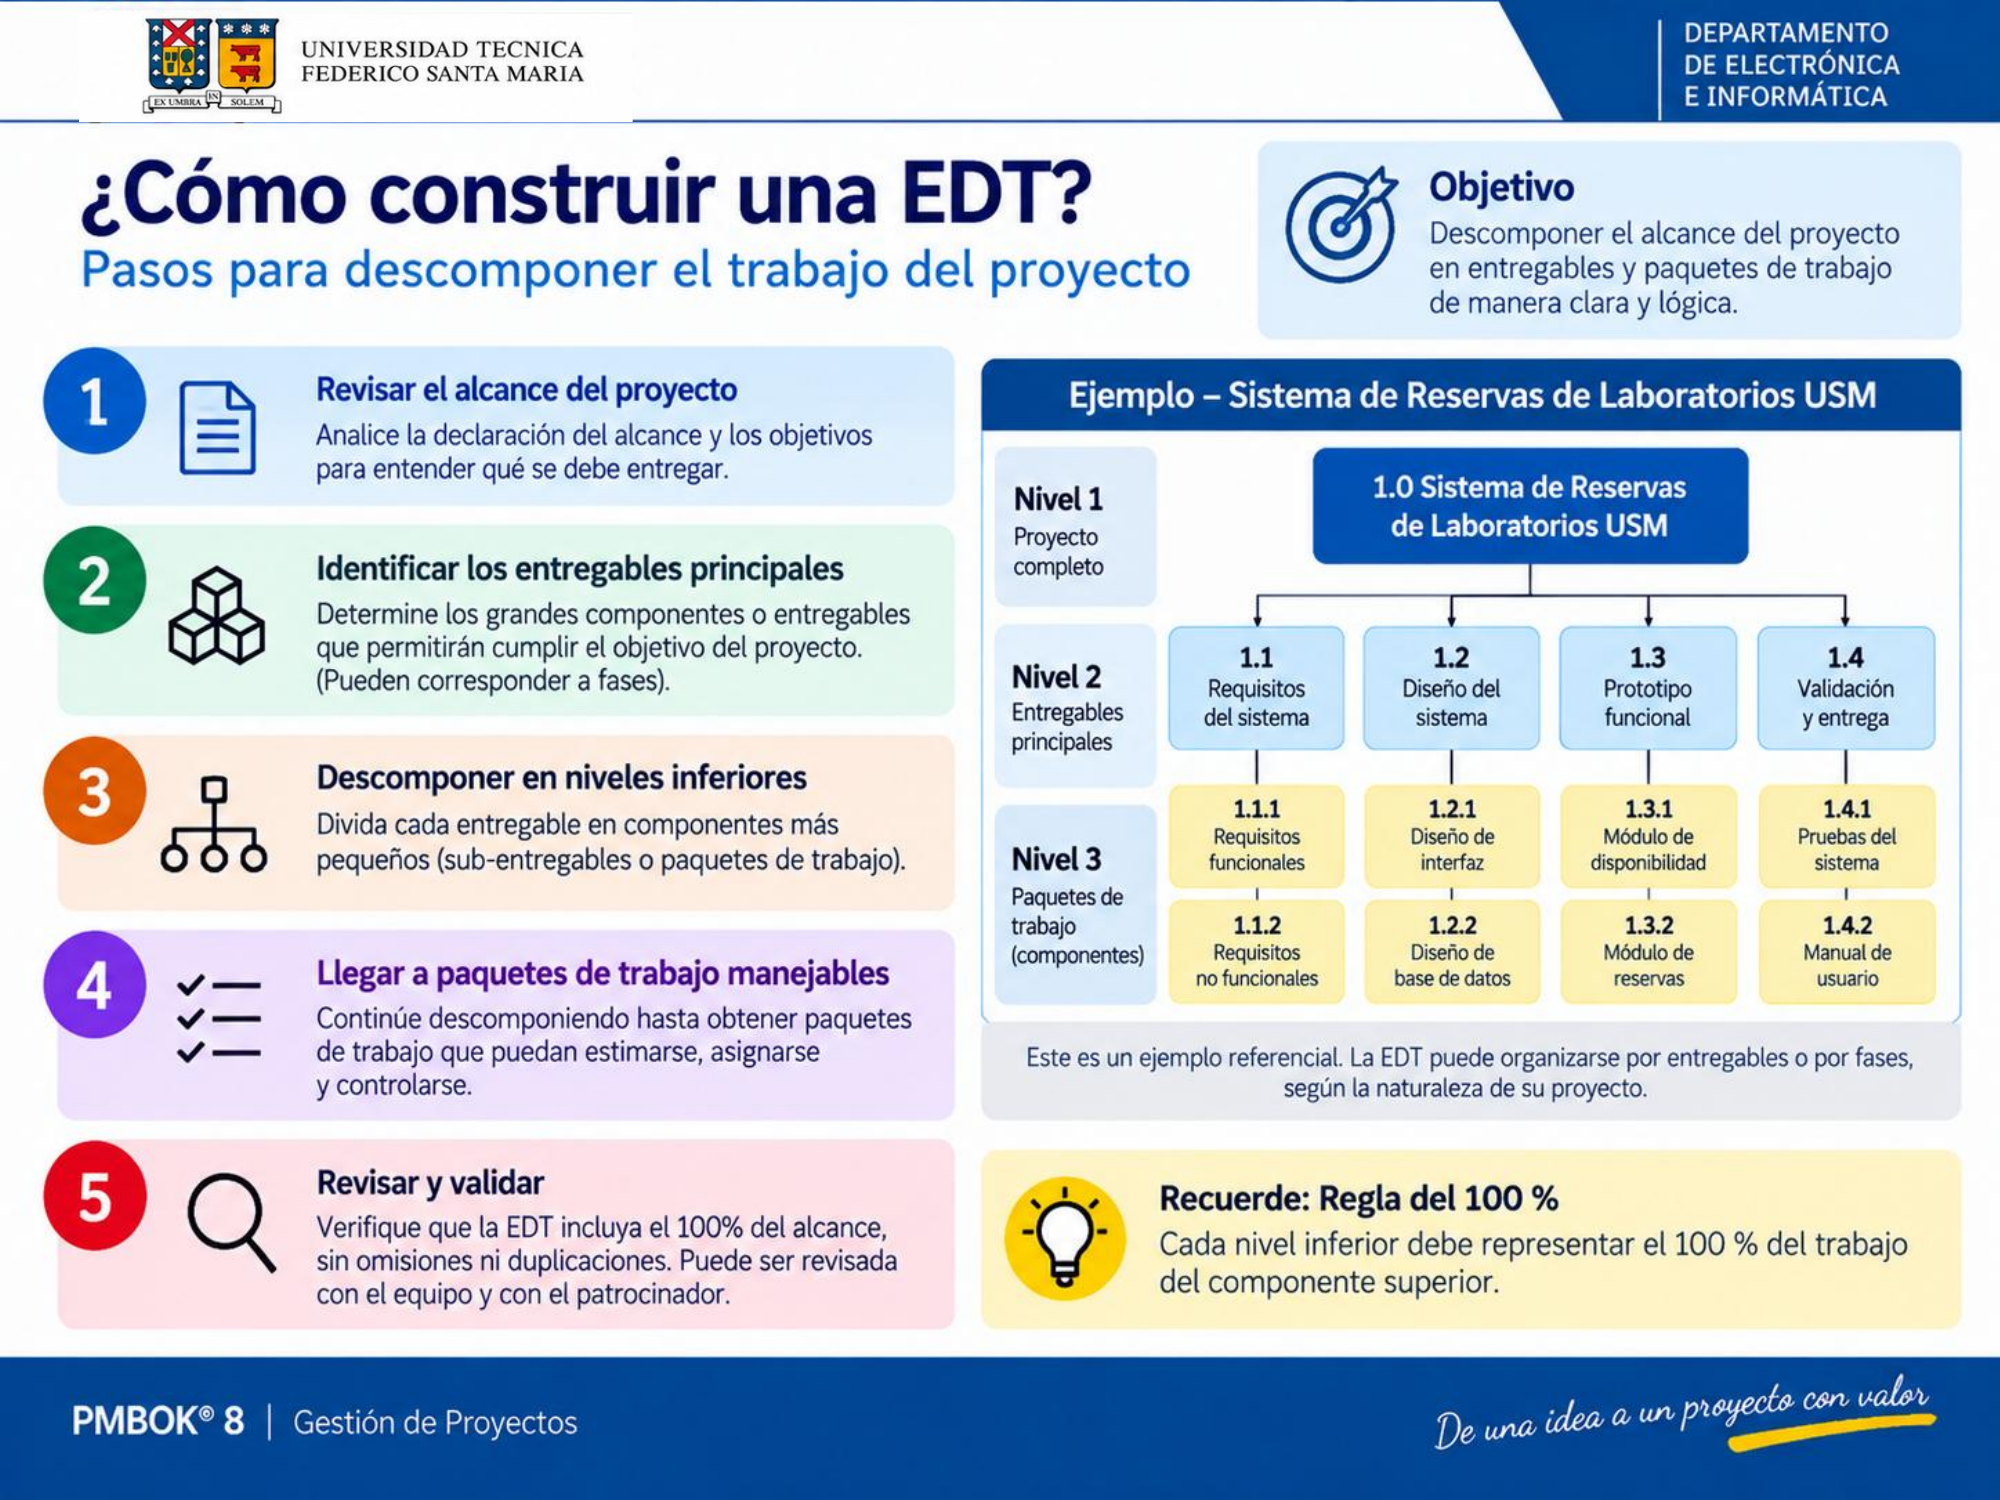 UNIVERSIDAD TECNICA
FEDERICO SANTA MARIA
EX UMBRA IN SOLEM
DEPARTAMENTO
DE ELECTRÓNICA
E INFORMÁTICA
¿Cómo construir una EDT?
Pasos para descomponer el trabajo del proyecto
Objetivo
Descomponer el alcance del proyecto
en entregables y paquetes de trabajo
de manera clara y lógica.
1
Revisar el alcance del proyecto
Analice la declaración del alcance y los objetivos
para entender qué se debe entregar.
2
Identificar los entregables principales
Determine los grandes componentes o entregables
que permitirán cumplir el objetivo del proyecto.
(Pueden corresponder a fases).
3
Descomponer en niveles inferiores
Divida cada entregable en componentes más
pequeños (sub-entregables o paquetes de trabajo).
4
Llegar a paquetes de trabajo manejables
Continúe descomponiendo hasta obtener paquetes
de trabajo que puedan estimarse, asignarse
y controlarse.
5
Revisar y validar
Verifique que la EDT incluya el 100% del alcance,
sin omisiones ni duplicaciones. Puede ser revisada
con el equipo y con el patrocinador.
Ejemplo – Sistema de Reservas de Laboratorios USM
Nivel 1
Proyecto
completo
1.0 Sistema de Reservas
de Laboratorios USM
Nivel 2
Entregables
principales
1.1
Requisitos
del sistema
1.2
Diseño del
sistema
1.3
Prototipo
funcional
1.4
Validación
y entrega
Nivel 3
Paquetes de
trabajo
(componentes)
1.1.1
Requisitos
funcionales
1.2.1
Diseño de
interfaz
1.3.1
Módulo de
disponibilidad
1.4.1
Pruebas del
sistema
1.1.2
Requisitos
no funcionales
1.2.2
Diseño de
base de datos
1.3.2
Módulo de
reservas
1.4.2
Manual de
usuario
Este es un ejemplo referencial. La EDT puede organizarse por entregables o por fases,
según la naturaleza de su proyecto.
Recuerde: Regla del 100 %
Cada nivel inferior debe representar el 100 % del trabajo
del componente superior.
PMBOK® 8 | Gestión de Proyectos
De una idea a un proyecto con valor